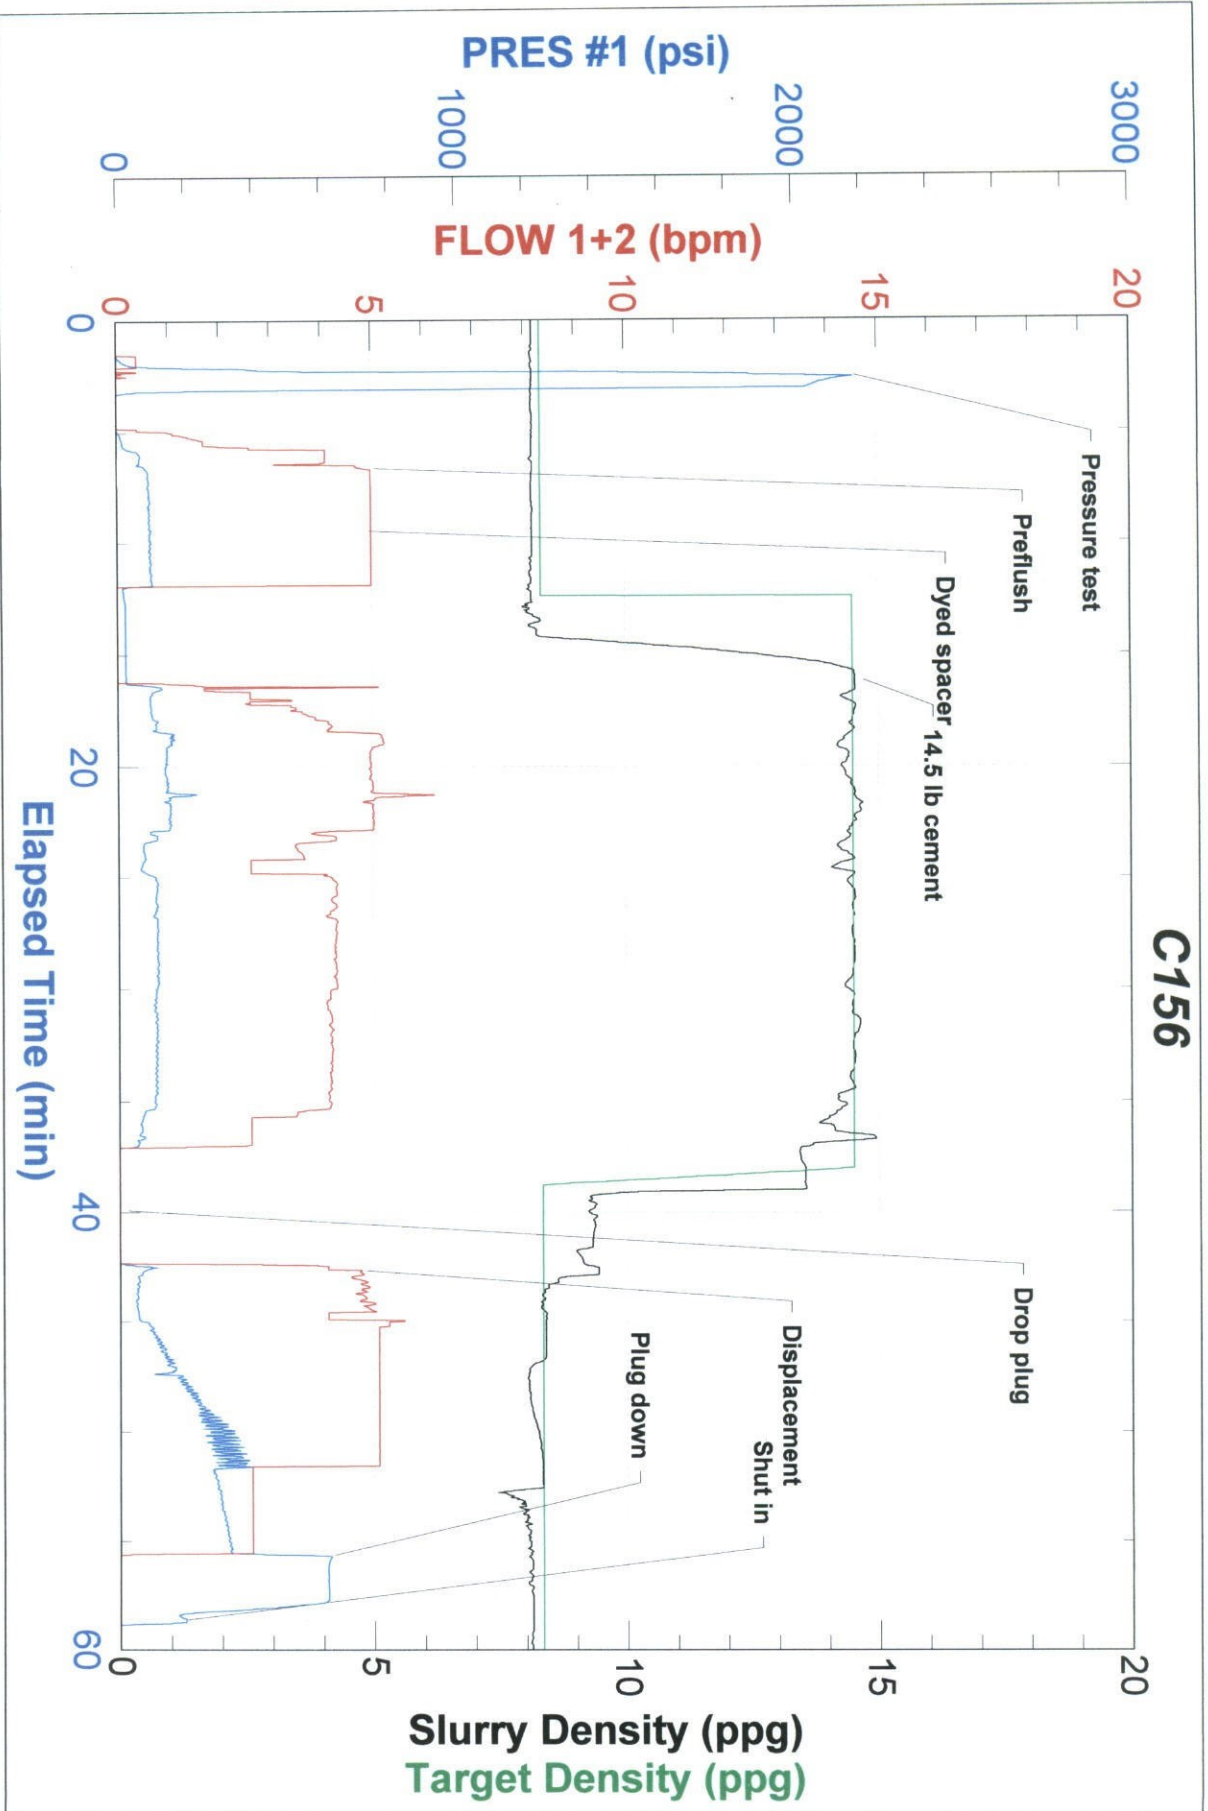 C156
PRES #1 (psi)
0
1000
2000
3000
FLOW 1+2 (bpm)
0
5
10
15
20
Pressure test
Preflush
Dyed spacer
14.5 lb cement
Drop plug
Displacement
Shut in
Plug down
0
20
40
60
Elapsed Time (min)
0
5
10
15
20
Slurry Density (ppg)
Target Density (ppg)